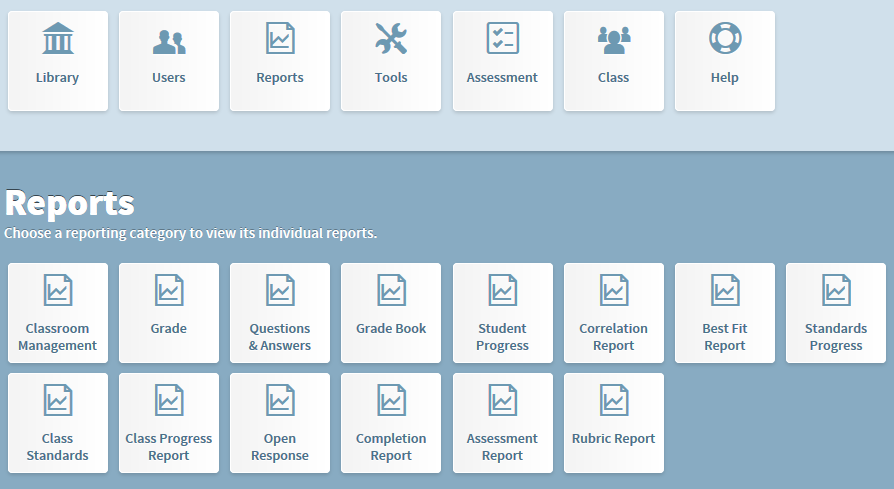 Library
Users
Reports
Tools
Assessment
Class
Help
Reports
Choose a reporting category to view its individual reports.
Classroom
Management
Grade
Questions
& Answers
Grade Book
Student
Progress
Correlation
Report
Best Fit
Report
Standards
Progress
Class
Standards
Class Progress
Report
Open
Response
Completion
Report
Assessment
Report
Rubric Report